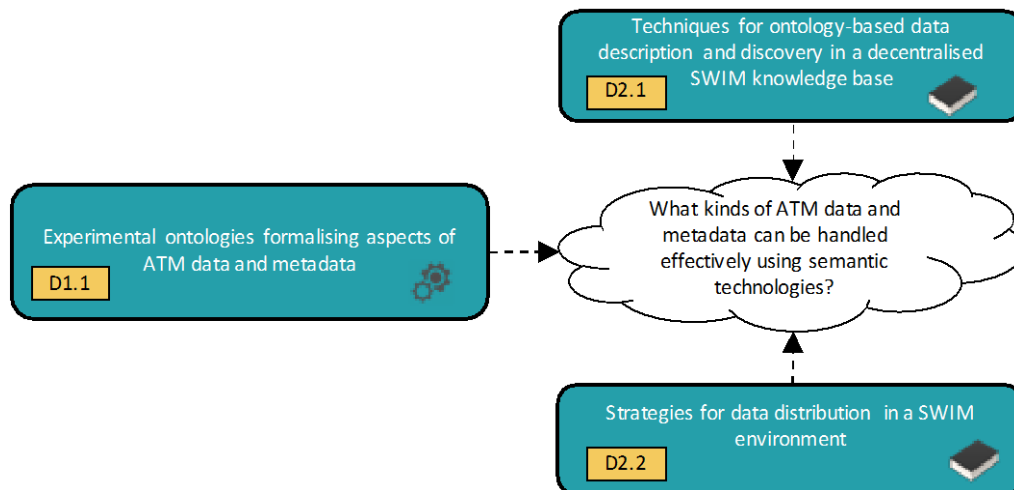 Techniques for ontology-based data
description and discovery in a decentralised
SWIM knowledge base
D2.1
Experimental ontologies formalising aspects of
ATM data and metadata
D1.1
What kinds of ATM data and
metadata can be handled
effectively using semantic
technologies?
Strategies for data distribution in a SWIM
environment
D2.2